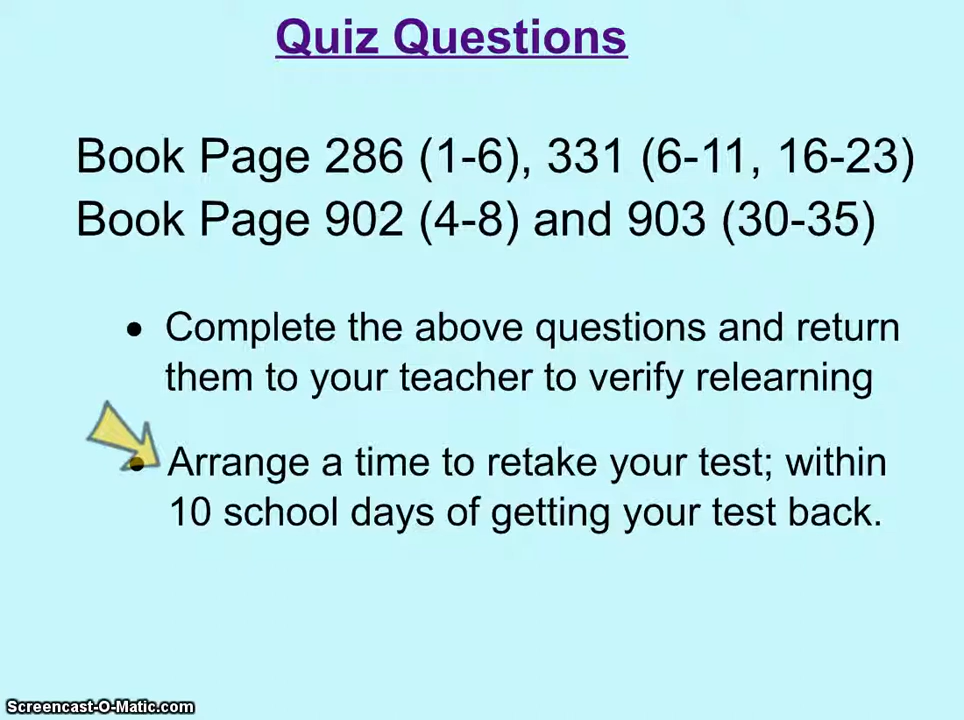 Quiz Questions
Book Page 286 (1-6), 331 (6-11, 16-23)
Book Page 902 (4-8) and 903 (30-35)
• Complete the above questions and return
them to your teacher to verify relearning
• Arrange a time to retake your test; within
10 school days of getting your test back.
Screencast-O-Matic.com